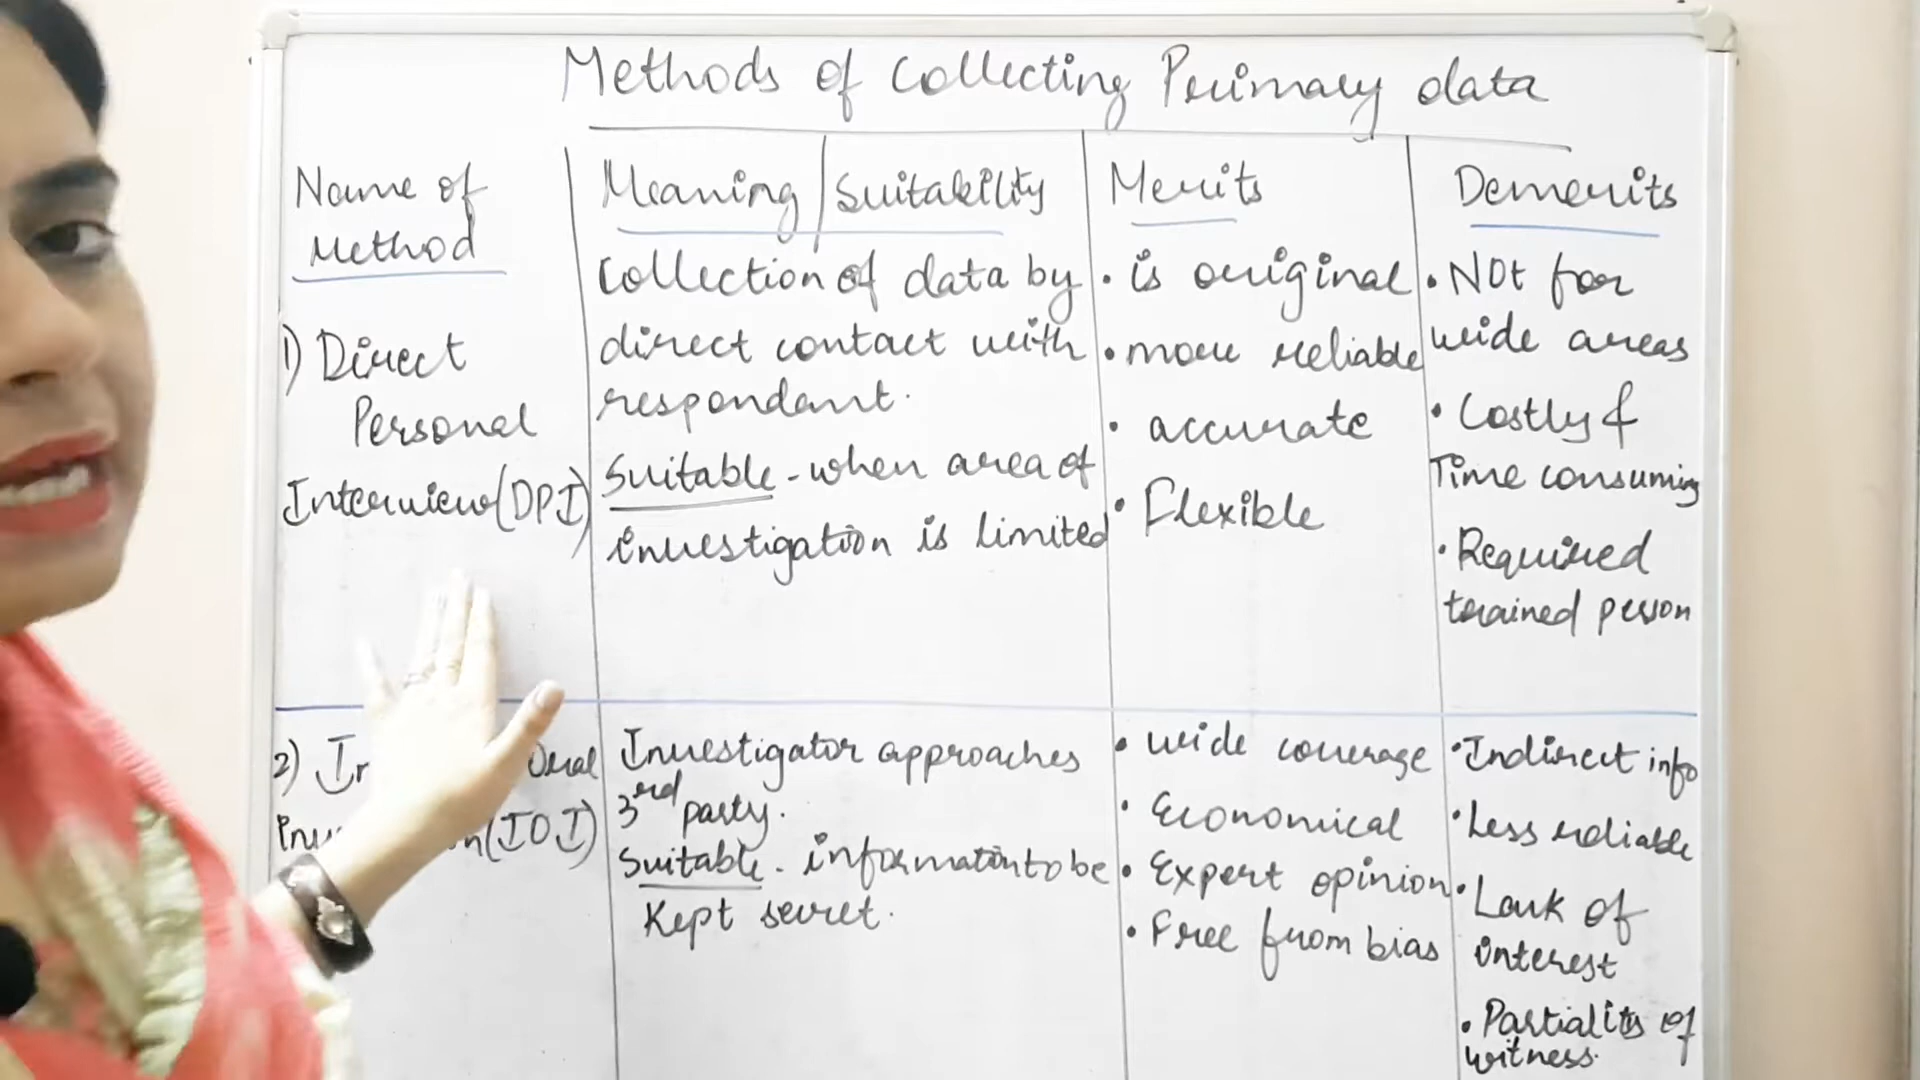 Methods of Collecting Primary data
Name of
Method
Meaning/Suitability
Merits
Demerits
1) Direct
Personal
Interview(DPI)
Collection of data by
direct contact with
respondant.
Suitable - when area of
investigation is limited
• is original
• more reliable
• accurate
• Flexible
• Not for
wide areas
• Costly &
Time consuming
• Required
trained person
2) Oral
(IOI)
Investigator approaches
3rd party.
Suitable - information to be
Kept secret.
• wide coverage
• Economical
• Expert opinion
• Free from bias
• Indirect info
• Less reliable
• Lack of
interest
• Partiality of
witness.